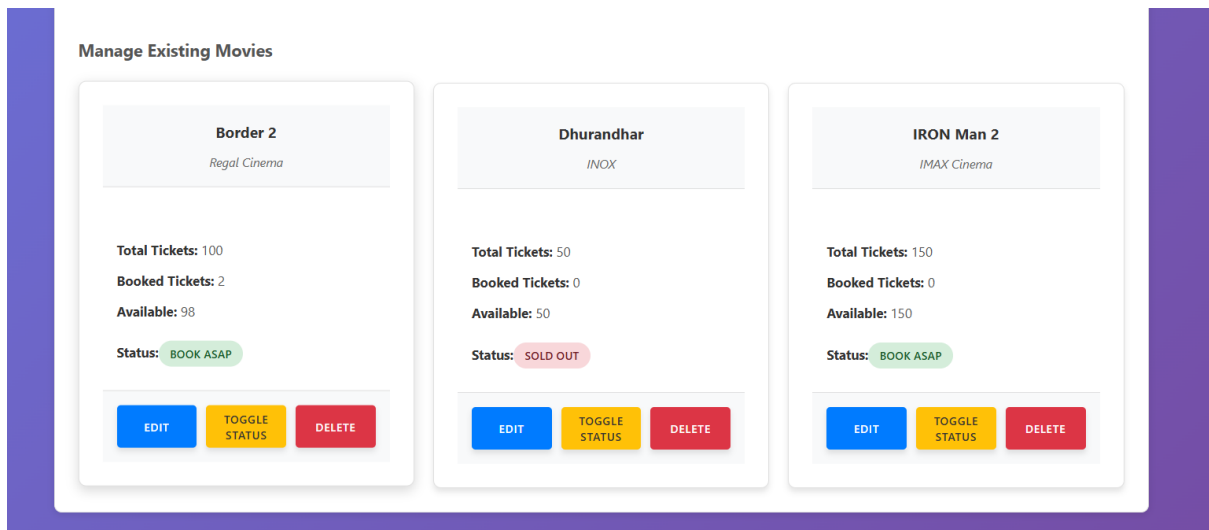 Manage Existing Movies
Border 2
Regal Cinema
Total Tickets: 100
Booked Tickets: 2
Available: 98
Status: BOOK ASAP
EDIT
TOGGLE
STATUS
DELETE
Dhurandhar
INOX
Total Tickets: 50
Booked Tickets: 0
Available: 50
Status: SOLD OUT
EDIT
TOGGLE
STATUS
DELETE
IRON Man 2
IMAX Cinema
Total Tickets: 150
Booked Tickets: 0
Available: 150
Status: BOOK ASAP
EDIT
TOGGLE
STATUS
DELETE